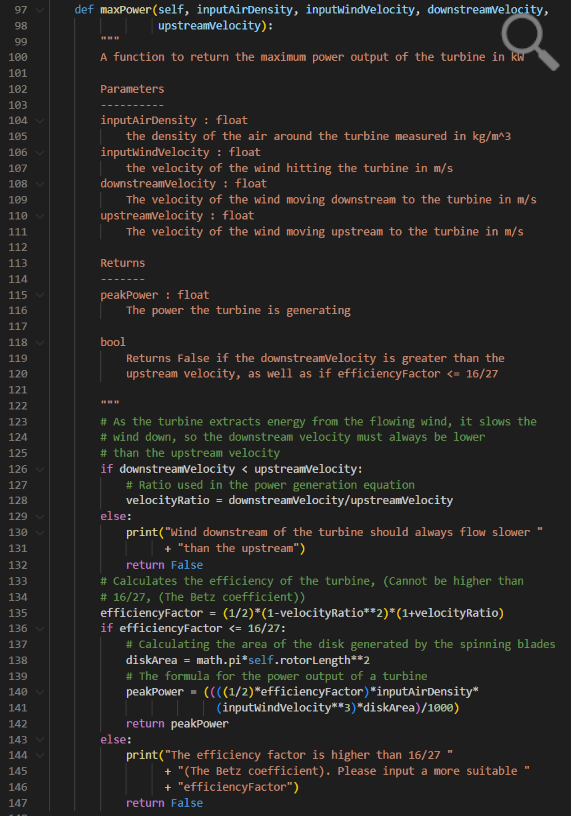 97 def maxPower(self, inputAirDensity, inputWindVelocity, downstreamVelocity,
98 upstreamVelocity):
99 """
100 A function to return the maximum power output of the turbine in kW
101
102 Parameters
103 ----------
104 inputAirDensity : float
105 the density of the air around the turbine measured in kg/m^3
106 inputWindVelocity : float
107 the velocity of the wind hitting the turbine in m/s
108 downstreamVelocity : float
109 The velocity of the wind moving downstream to the turbine in m/s
110 upstreamVelocity : float
111 The velocity of the wind moving upstream to the turbine in m/s
112
113 Returns
114 -------
115 peakPower : float
116 The power the turbine is generating
117
118 bool
119 Returns False if the downstreamVelocity is greater than the
120 upstream velocity, as well as if efficiencyFactor <= 16/27
121
122 """
123 # As the turbine extracts energy from the flowing wind, it slows the
124 # wind down, so the downstream velocity must always be lower
125 # than the upstream velocity
126 if downstreamVelocity < upstreamVelocity:
127 # Ratio used in the power generation equation
128 velocityRatio = downstreamVelocity/upstreamVelocity
129 else:
130 print("Wind downstream of the turbine should always flow slower "
131 + "than the upstream")
132 return False
133 # Calculates the efficiency of the turbine, (Cannot be higher than
134 # 16/27, (The Betz coefficient))
135 efficiencyFactor = (1/2)*(1-velocityRatio**2)*(1+velocityRatio)
136 if efficiencyFactor <= 16/27:
137 # Calculating the area of the disk generated by the spinning blades
138 diskArea = math.pi*self.rotorLength**2
139 # The formula for the power output of a turbine
140 peakPower = ((((1/2)*efficiencyFactor)*inputAirDensity*
141 (inputWindVelocity**3)*diskArea)/1000)
142 return peakPower
143 else:
144 print("The efficiency factor is higher than 16/27 "
145 + "(The Betz coefficient). Please input a more suitable "
146 + "efficiencyFactor")
147 return False